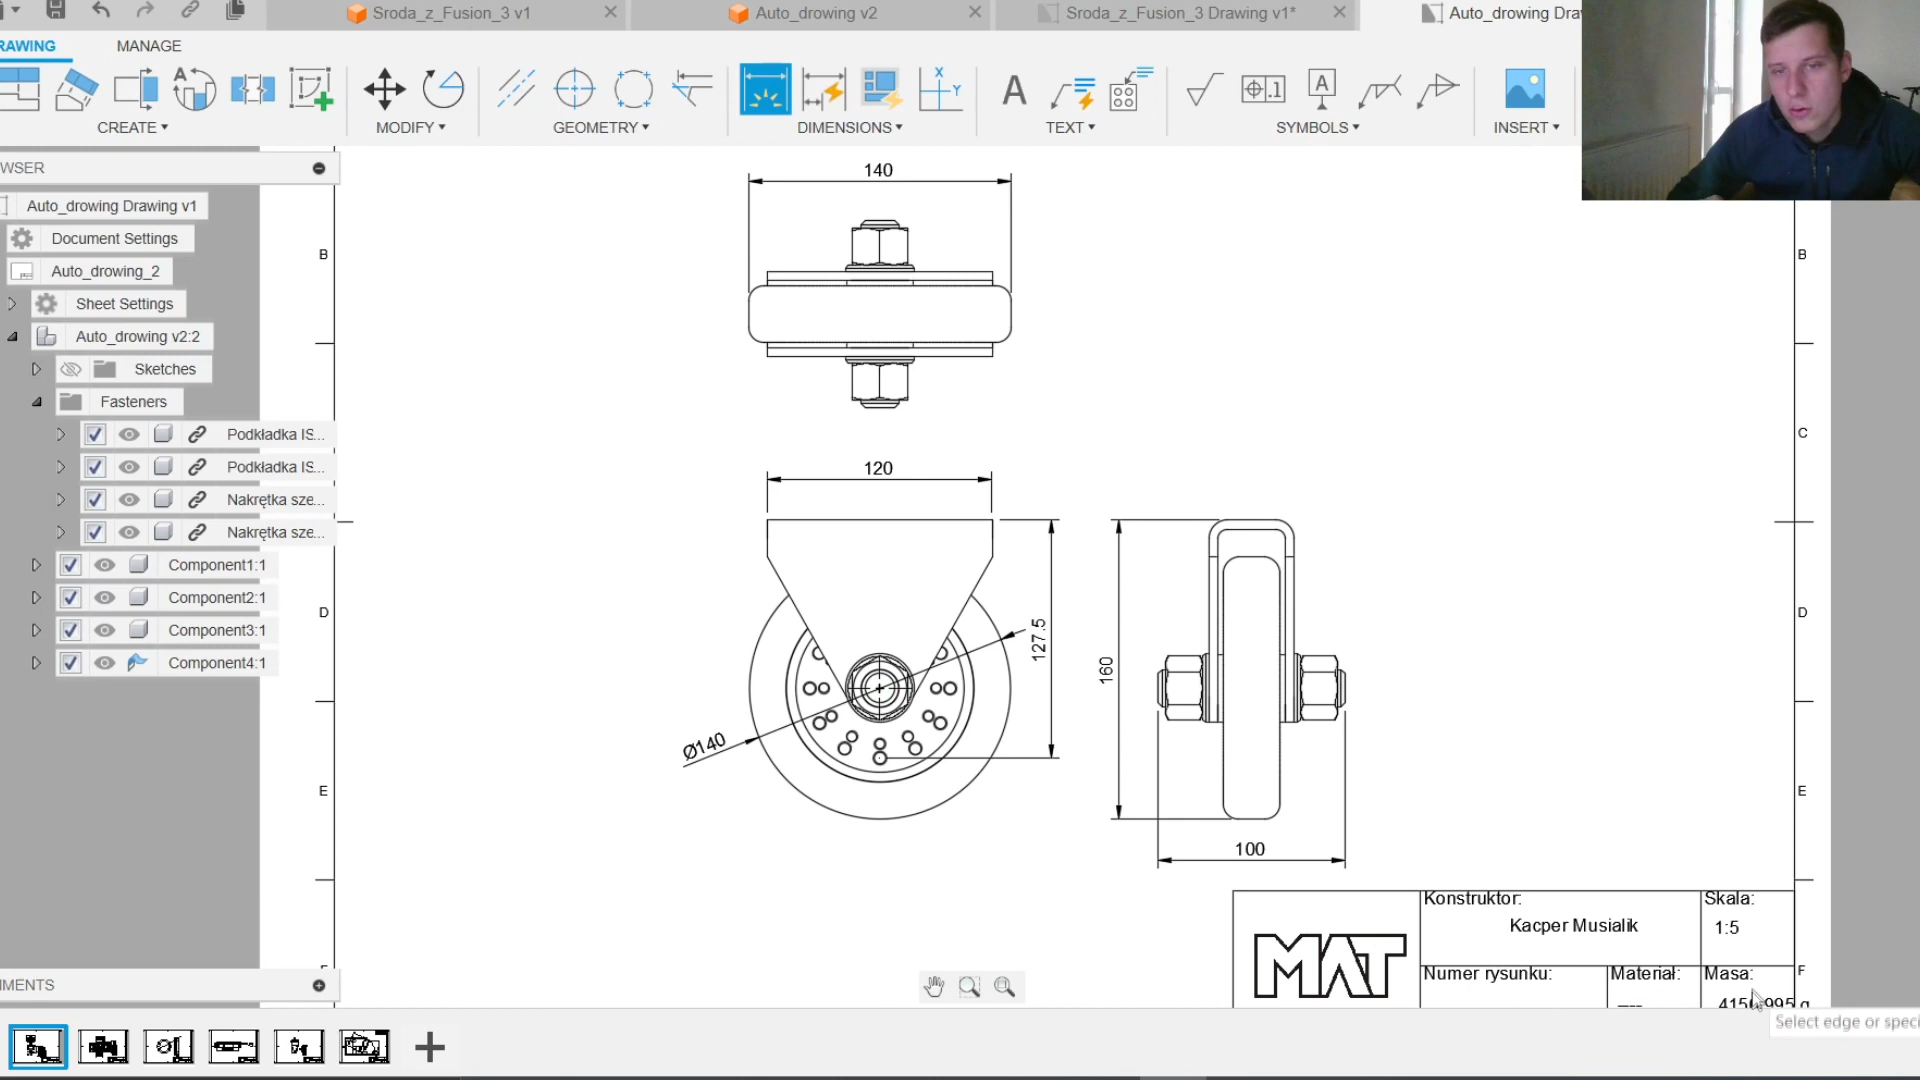 Sroda_z_Fusion_3 v1
Auto_drowing v2
Sroda_z_Fusion_3 Drawing v1*
Auto_drowing Dra
RAWING
MANAGE
CREATE
MODIFY
GEOMETRY
DIMENSIONS
TEXT
SYMBOLS
INSERT
WSER
Auto_drowing Drawing v1
Document Settings
Auto_drowing_2
Sheet Settings
Auto_drowing v2:2
Sketches
Fasteners
Podkładka IS...
Podkładka IS...
Nakrętka sze...
Nakrętka sze...
Component1:1
Component2:1
Component3:1
Component4:1
MENTS
140
B
B
C
120
D
D
127.5
160
Ø140
E
E
100
Konstruktor:
Skala:
Kacper Musialik
1:5
MAT
Numer rysunku:
Materiał:
Masa:
F
Select edge or speci